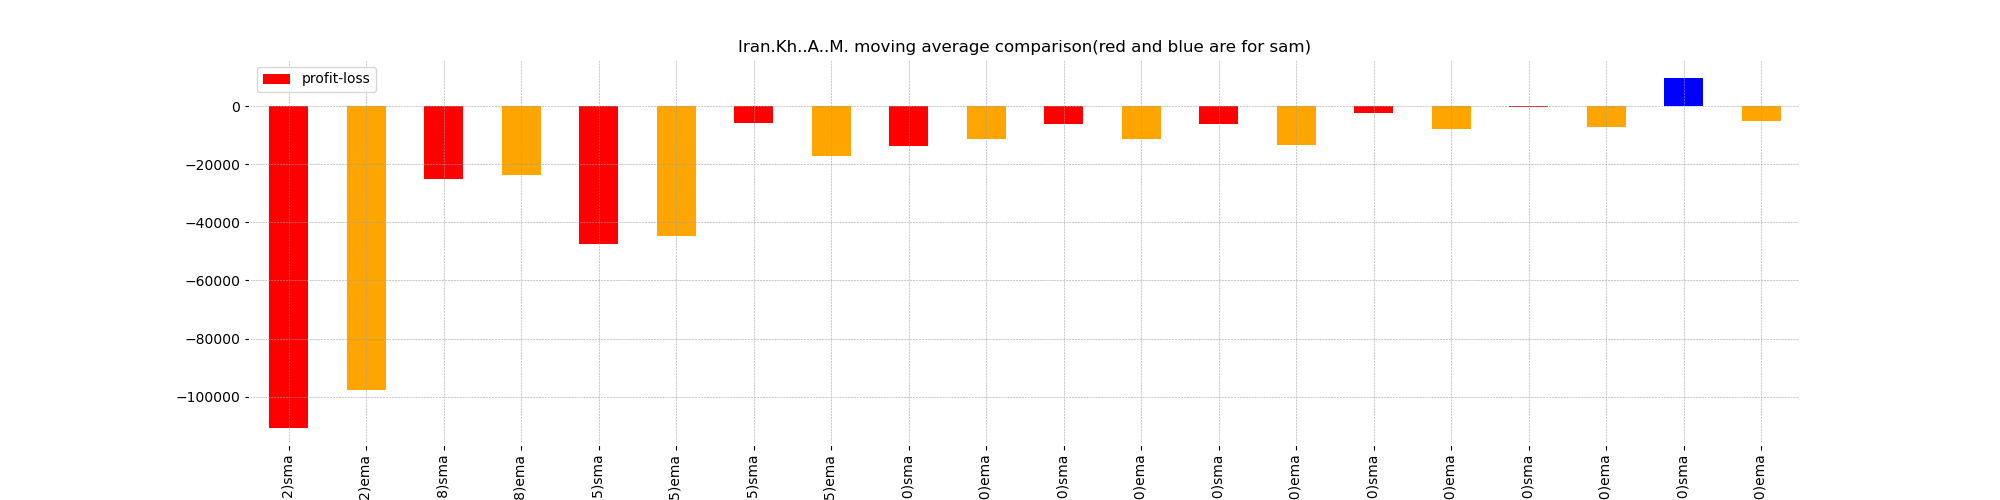 Iran.Kh..A..M. moving average comparison(red and blue are for sam)
profit-loss
0
−20000
−40000
−60000
−80000
−100000
2)sma
2)ema
8)sma
8)ema
5)sma
5)ema
5)sma
5)ema
0)sma
0)ema
0)sma
0)ema
0)sma
0)ema
0)sma
0)ema
0)sma
0)ema
0)sma
0)ema